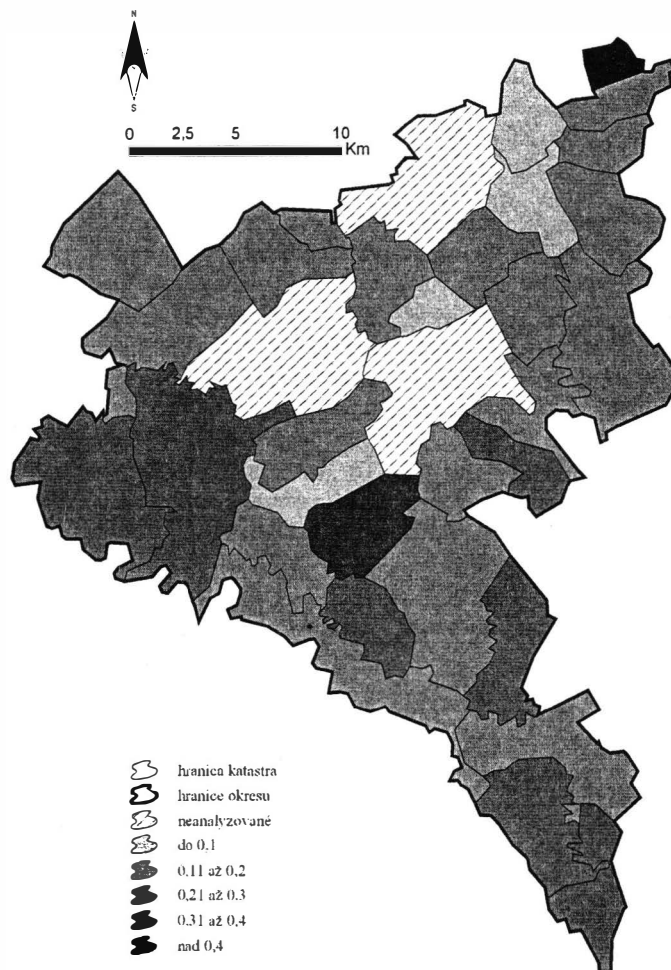 N
S
0 2,5 5 10
Km
hranica katastra
hranice okresu
neanalyzované
do 0,1
0,11 až 0,2
0,21 až 0,3
0,31 až 0,4
nad 0,4